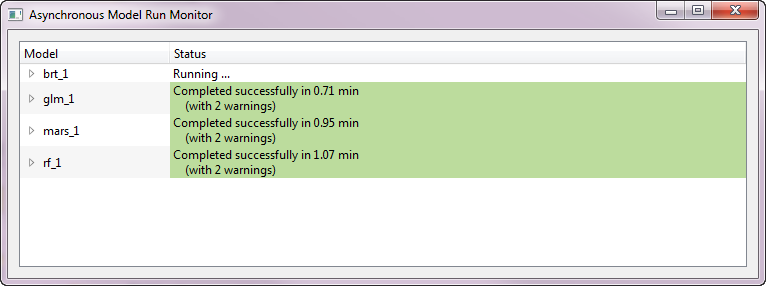 Asynchronous Model Run Monitor
Model Status
brt_1 Running ...
glm_1 Completed successfully in 0.71 min
(with 2 warnings)
mars_1 Completed successfully in 0.95 min
(with 2 warnings)
rf_1 Completed successfully in 1.07 min
(with 2 warnings)